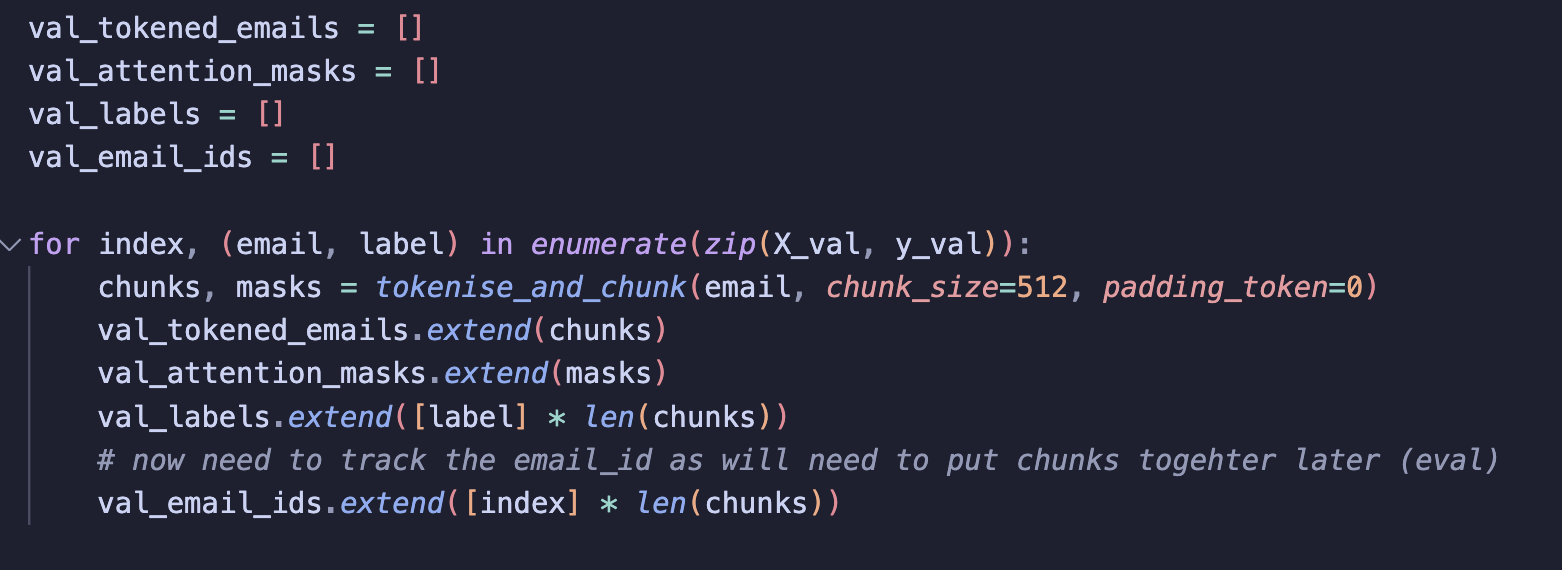 val_tokened_emails = []
val_attention_masks = []
val_labels = []
val_email_ids = []
for index, (email, label) in enumerate(zip(X_val, y_val)):
chunks, masks = tokenise_and_chunk(email, chunk_size=512, padding_token=0)
val_tokened_emails.extend(chunks)
val_attention_masks.extend(masks)
val_labels.extend([label] * len(chunks))
# now need to track the email_id as will need to put chunks togehter later (eval)
val_email_ids.extend([index] * len(chunks))